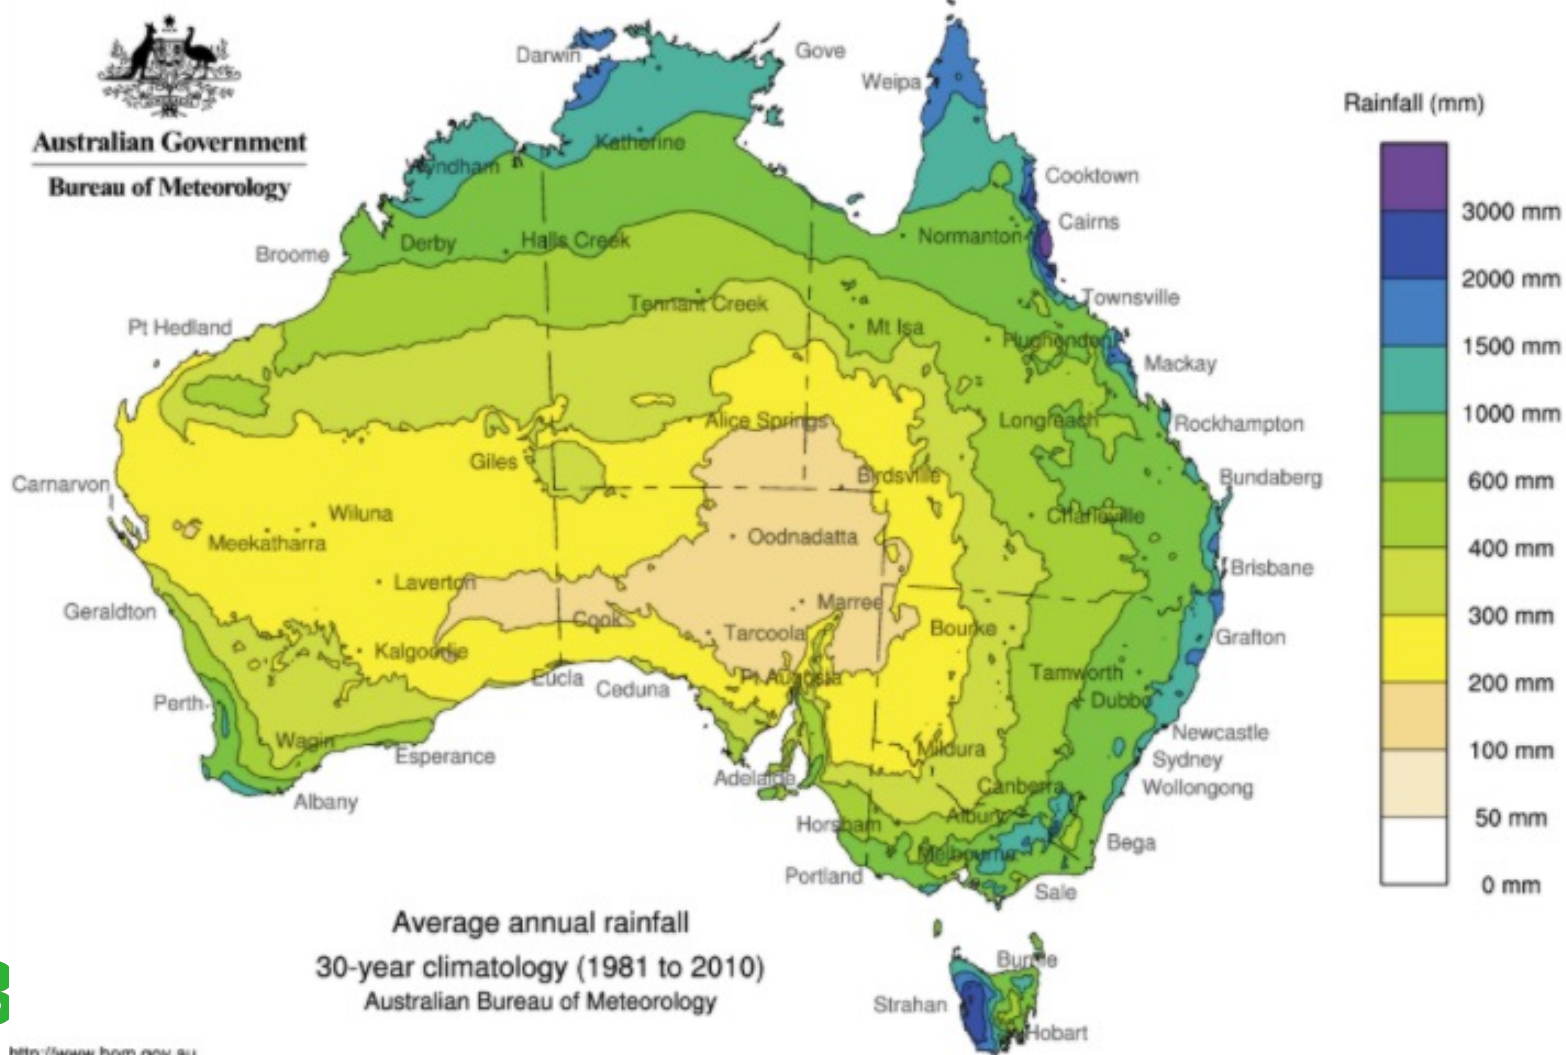 Australian Government
Bureau of Meteorology
Darwin
Gove
Weipa
Rainfall (mm)
Katherine
Wyndham
Cooktown
3000 mm
Cairns
Broome
Derby
Halls Creek
Normanton
2000 mm
Tennant Creek
Townsville
Pt Hedland
Mt Isa
Hughenden
1500 mm
Mackay
1000 mm
Alice Springs
Longreach
Rockhampton
Giles
Birdsville
Bundaberg
600 mm
Carnarvon
Wiluna
Charleville
Meekatharra
Oodnadatta
400 mm
Laverton
Brisbane
Geraldton
Marree
Cook
Tarcoola
Bourke
300 mm
Grafton
Kalgoorlie
Eucla
Ceduna
Pt Augusta
Tamworth
200 mm
Perth
Dubbo
Wagin
Newcastle
Esperance
Mildura
100 mm
Sydney
Adelaide
Canberra
Wollongong
Albany
Horsham
Albury
50 mm
Melbourne
Bega
Portland
Sale
0 mm
Average annual rainfall
30-year climatology (1981 to 2010)
Australian Bureau of Meteorology
Burnie
Strahan
Hobart
http://www.bom.gov.au